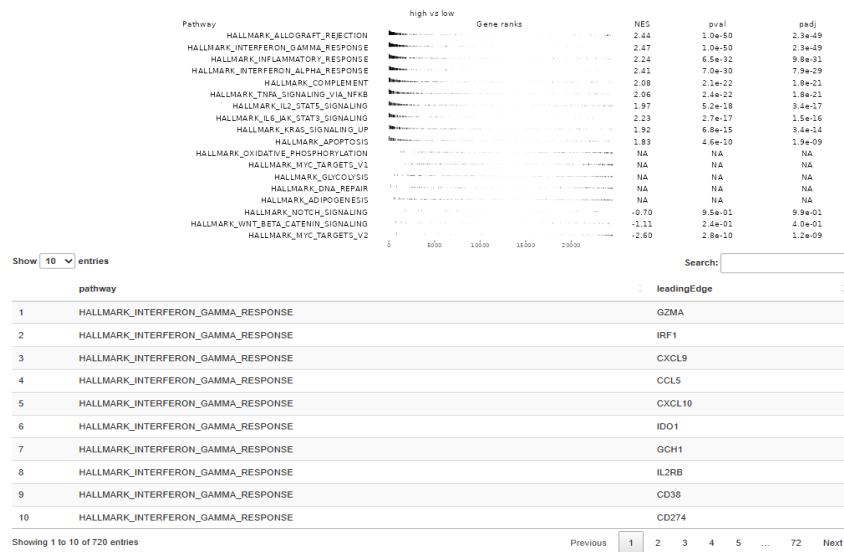 high vs low
Pathway Gene ranks NES pval padj
HALLMARK_ALLOGRAFT_REJECTION 2.44 1.0e-50 2.3e-49
HALLMARK_INTERFERON_GAMMA_RESPONSE 2.47 1.0e-50 2.3e-49
HALLMARK_INFLAMMATORY_RESPONSE 2.24 6.5e-32 9.8e-31
HALLMARK_INTERFERON_ALPHA_RESPONSE 2.41 7.0e-30 7.9e-29
HALLMARK_COMPLEMENT 2.08 2.1e-22 1.8e-21
HALLMARK_TNFA_SIGNALING_VIA_NFKB 2.06 2.4e-22 1.8e-21
HALLMARK_IL2_STAT5_SIGNALING 1.97 5.2e-18 3.4e-17
HALLMARK_IL6_JAK_STAT3_SIGNALING 2.23 2.7e-17 1.5e-16
HALLMARK_KRAS_SIGNALING_UP 1.92 6.8e-15 3.4e-14
HALLMARK_APOPTOSIS 1.83 4.6e-10 1.9e-09
HALLMARK_OXIDATIVE_PHOSPHORYLATION NA NA NA
HALLMARK_MYC_TARGETS_V1 NA NA NA
HALLMARK_GLYCOLYSIS NA NA NA
HALLMARK_DNA_REPAIR NA NA NA
HALLMARK_ADIPOGENESIS NA NA NA
HALLMARK_NOTCH_SIGNALING -0.70 9.5e-01 9.9e-01
HALLMARK_WNT_BETA_CATENIN_SIGNALING -1.11 2.4e-01 4.0e-01
HALLMARK_MYC_TARGETS_V2 -2.60 2.8e-10 1.2e-09
0 5000 10000 15000 20000
Show 10 entries Search:
pathway leadingEdge
1 HALLMARK_INTERFERON_GAMMA_RESPONSE GZMA
2 HALLMARK_INTERFERON_GAMMA_RESPONSE IRF1
3 HALLMARK_INTERFERON_GAMMA_RESPONSE CXCL9
4 HALLMARK_INTERFERON_GAMMA_RESPONSE CCL5
5 HALLMARK_INTERFERON_GAMMA_RESPONSE CXCL10
6 HALLMARK_INTERFERON_GAMMA_RESPONSE IDO1
7 HALLMARK_INTERFERON_GAMMA_RESPONSE GCH1
8 HALLMARK_INTERFERON_GAMMA_RESPONSE IL2RB
9 HALLMARK_INTERFERON_GAMMA_RESPONSE CD38
10 HALLMARK_INTERFERON_GAMMA_RESPONSE CD274
Showing 1 to 10 of 720 entries Previous 1 2 3 4 5 … 72 Next